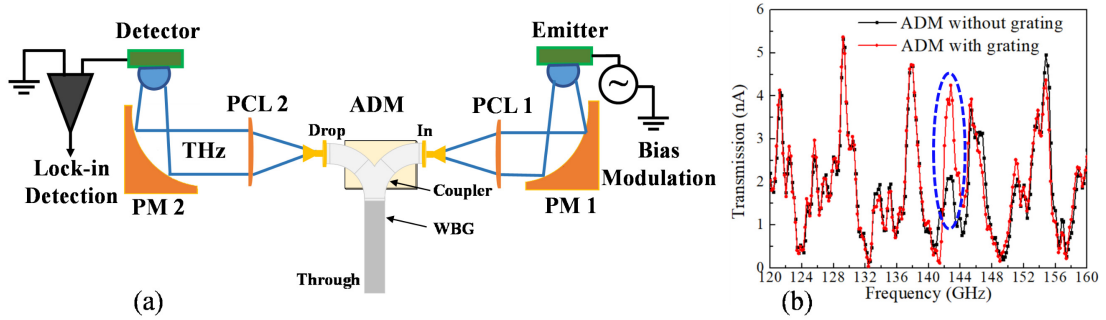 Detector
Emitter
PCL 2
ADM
PCL 1
Drop
In
THz
Lock-in
Detection
PM 2
Coupler
WBG
Through
PM 1
Bias
Modulation
~
(a)
ADM without grating
ADM with grating
Transmission (nA)
6
5
4
3
2
1
0
120 124 128 132 136 140 144 148 152 156 160
Frequency (GHz)
(b)